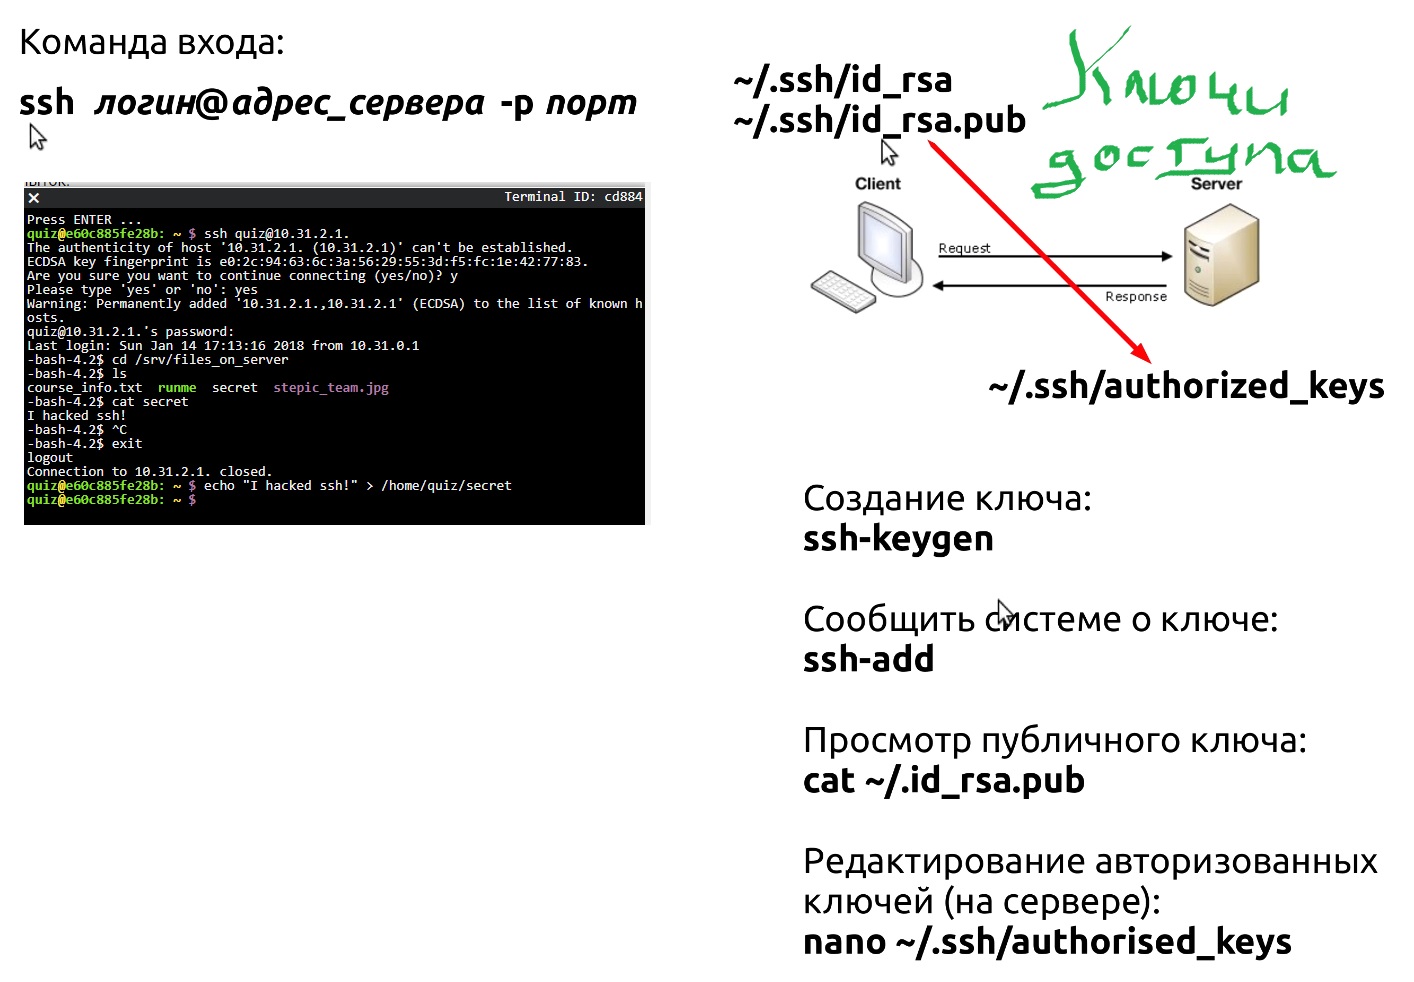 Команда входа:
ssh логин@адрес_сервера -p порт
Terminal ID: cd884
Press ENTER ...
quiz@e60c885fe28b: ~ $ ssh quiz@10.31.2.1.
The authenticity of host '10.31.2.1. (10.31.2.1)' can't be established.
ECDSA key fingerprint is e0:2c:94:63:6c:3a:56:29:55:3d:f5:fc:1e:42:77:83.
Are you sure you want to continue connecting (yes/no)? y
Please type 'yes' or 'no': yes
Warning: Permanently added '10.31.2.1.,10.31.2.1' (ECDSA) to the list of known h
osts.
quiz@10.31.2.1.'s password:
Last login: Sun Jan 14 17:13:16 2018 from 10.31.0.1
-bash-4.2$ cd /srv/files_on_server
-bash-4.2$ ls
course_info.txt  runme  secret  stepic_team.jpg
-bash-4.2$ cat secret
I hacked ssh!
-bash-4.2$ ^C
-bash-4.2$ exit
logout
Connection to 10.31.2.1. closed.
quiz@e60c885fe28b: ~ $ echo "I hacked ssh!" > /home/quiz/secret
quiz@e60c885fe28b: ~ $
~/.ssh/id_rsa
~/.ssh/id_rsa.pub
Ключи
доступа
Client
Server
Request
Response
~/.ssh/authorized_keys
Создание ключа:
ssh-keygen
Сообщить системе о ключе:
ssh-add
Просмотр публичного ключа:
cat ~/.id_rsa.pub
Редактирование авторизованных
ключей (на сервере):
nano ~/.ssh/authorised_keys